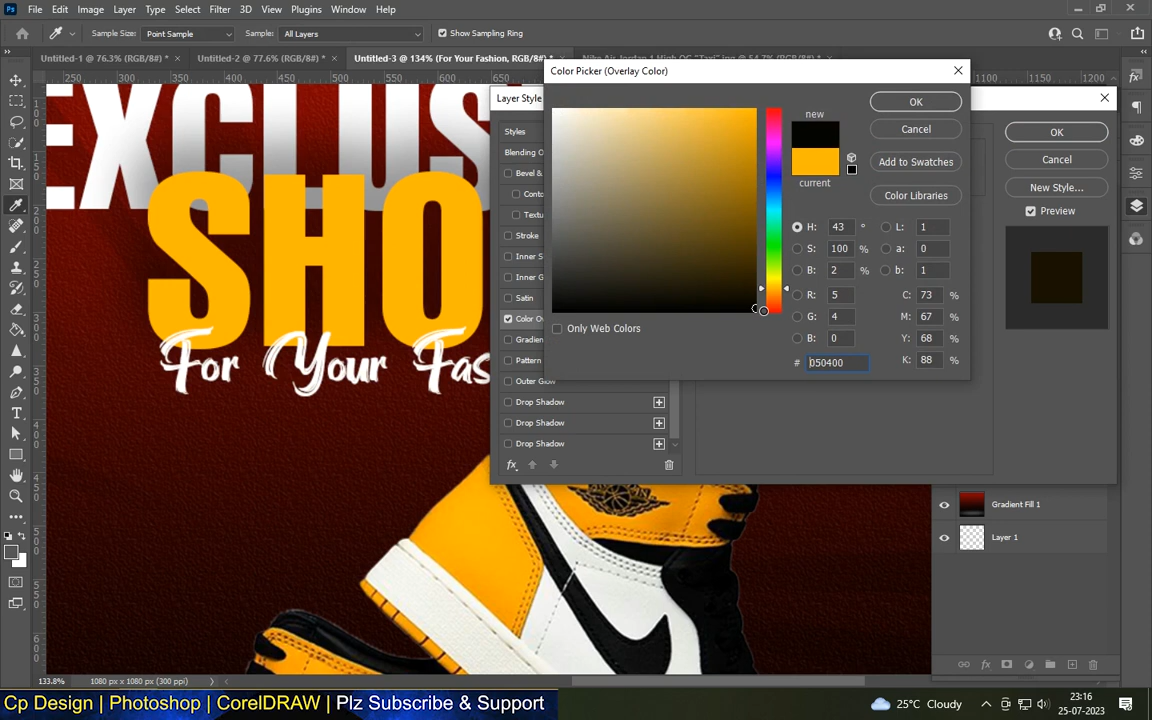 Ps File Edit Image Layer Type Select Filter 3D View Plugins Window Help
Sample Size: Point Sample Sample: All Layers Show Sampling Ring
Untitled-1 @ 76.3% (RGB/8#) * × Untitled-2 @ 77.6% (RGB/8#) * × Untitled-3 @ 134% (For Your Fashion, RGB/8#) *
250 300 350 400 450 500 550 600 650 700 1100 1150 1200
EXCLUS
SHO
For Your Fas
Layer Style
Styles
Blending O
Bevel &
Conto
Textu
Stroke
Inner S
Inner G
Satin
Color O
Gradien
Pattern
Outer Glow
Drop Shadow
Drop Shadow
Drop Shadow
fx
Color Picker (Overlay Color)
new
current
OK
Cancel
Add to Swatches
Color Libraries
H: 43 ° L: 1
S: 100 % a: 0
B: 2 % b: 1
R: 5 C: 73 %
G: 4 M: 67 %
B: 0 Y: 68 %
# 050400 K: 88 %
Only Web Colors
OK
Cancel
New Style...
Preview
Gradient Fill 1
Layer 1
133.8% 1080 px x 1080 px (300 ppi)
Cp Design | Photoshop | CorelDRAW | Plz Subscribe & Support
25°C Cloudy
23:16
25-07-2023